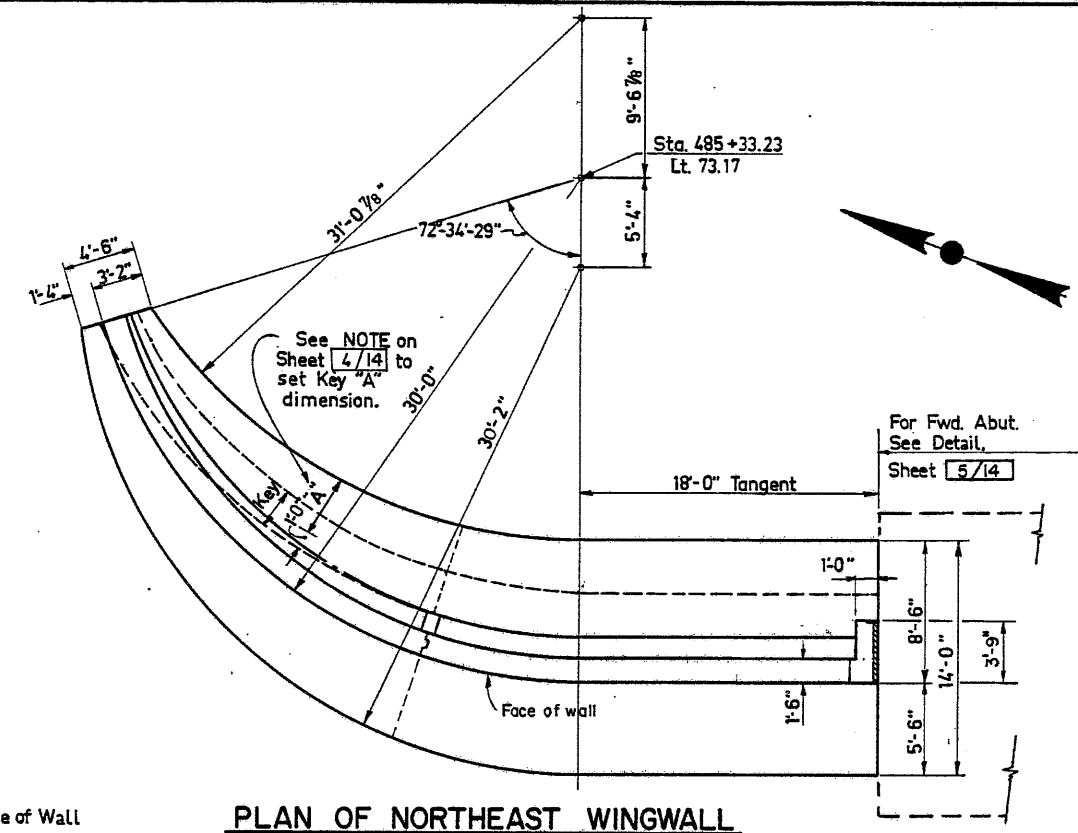 9'-6 7/8"
Sta. 485+33.23
Lt. 73.17
5'-4"
31'-0 7/8"
72°-34'-29"
4'-6"
3'-2"
1'-4"
See NOTE on
Sheet 4/14 to
set Key "A"
dimension.
30'-0"
30'-2"
For Fwd. Abut.
See Detail,
Sheet 5/14
18'-0" Tangent
Key
1'-0"
"A"
1'-0"
8'-6"
14'-0"
3'-9"
Face of wall
1'-6"
5'-6"
e of Wall
PLAN OF NORTHEAST WINGWALL